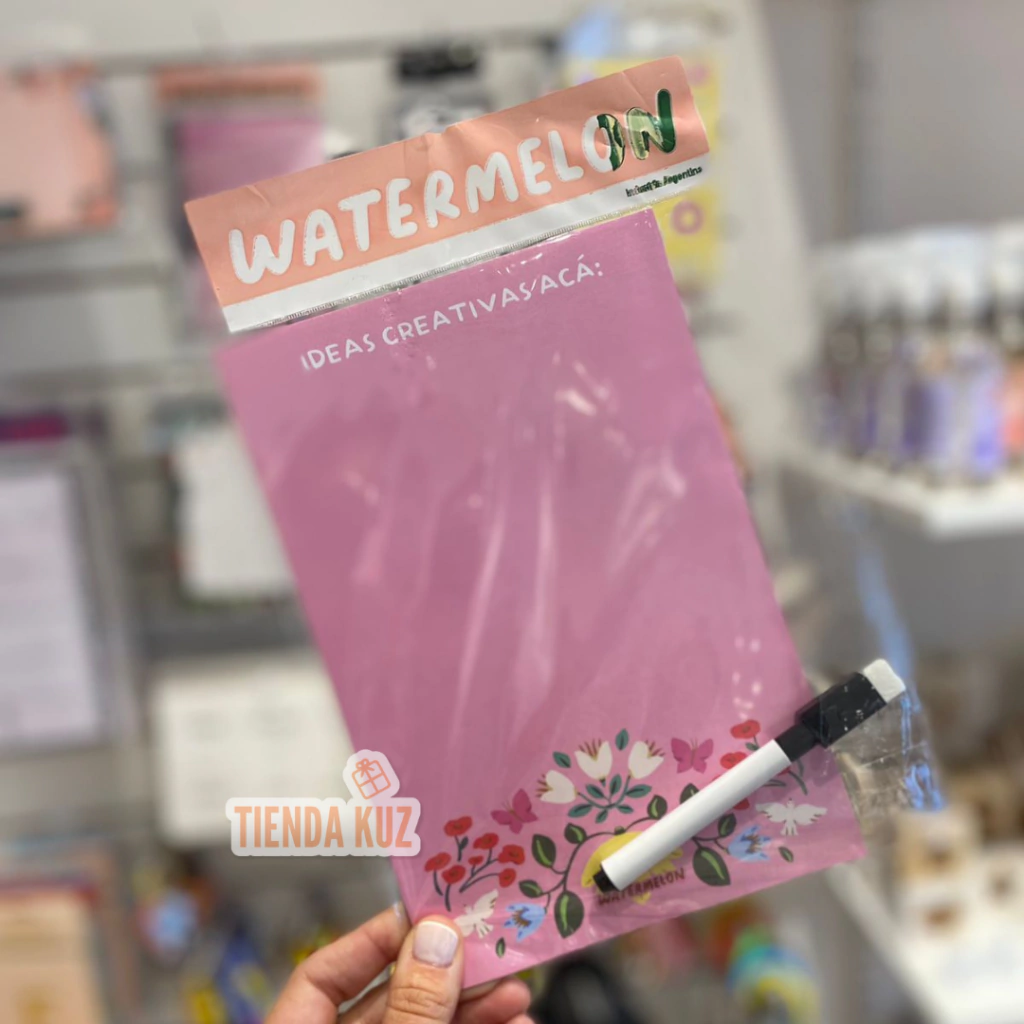 WATERMELON
IDEAS CREATIVAS ACÁ:
TIENDA KUZ
WATERMELON